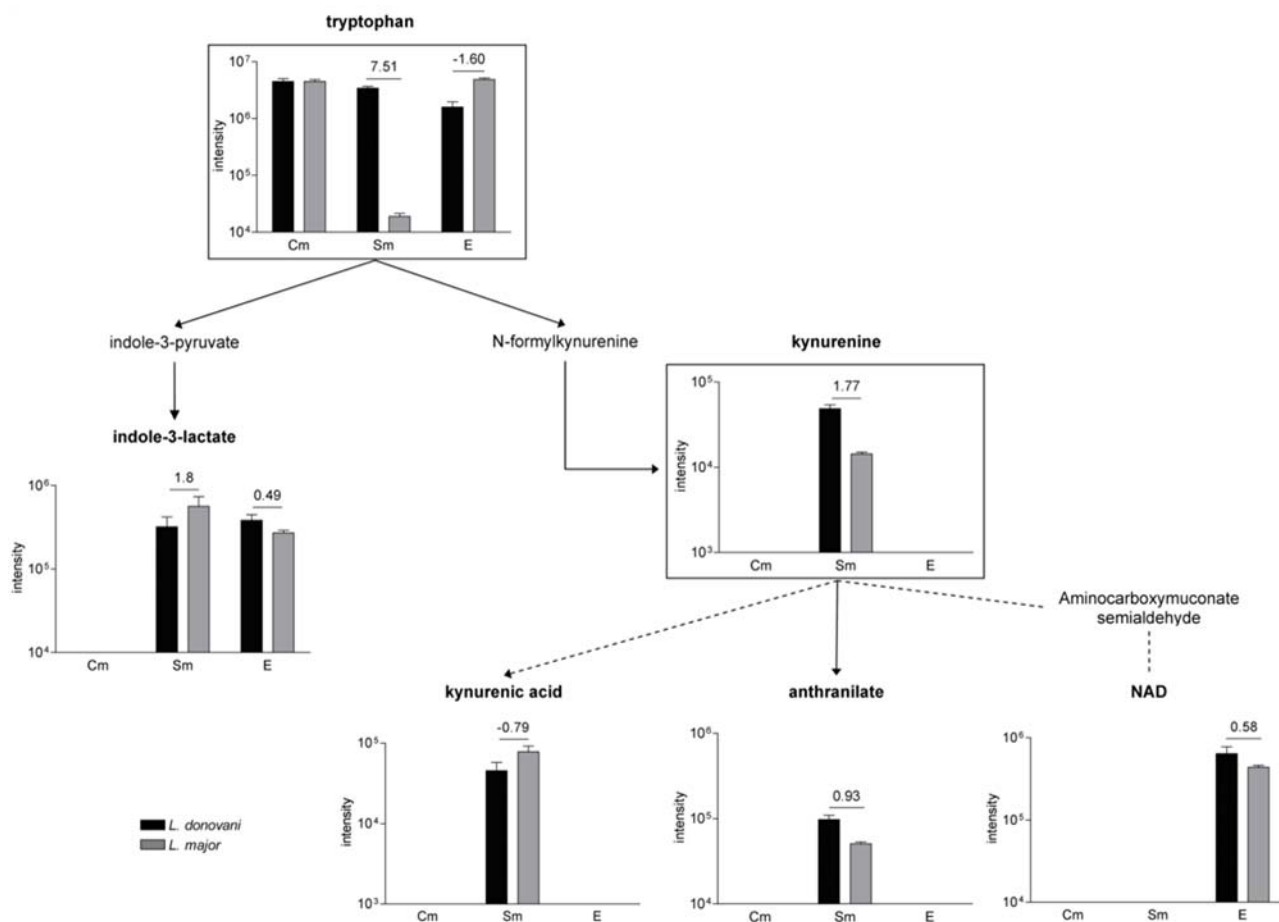 tryptophan
7.51
-1.60
10⁷
10⁶
10⁵
10⁴
intensity
Cm Sm E
indole-3-pyruvate
N-formylkynurenine
kynurenine
1.77
10⁵
10⁴
10³
intensity
Cm Sm E
indole-3-lactate
1.8
0.49
10⁶
10⁵
10⁴
intensity
Cm Sm E
Aminocarboxymuconate
semialdehyde
kynurenic acid
-0.79
10⁵
10⁴
10³
intensity
Cm Sm E
anthranilate
0.93
10⁶
10⁵
10⁴
intensity
Cm Sm E
NAD
0.58
10⁶
10⁵
10⁴
intensity
Cm Sm E
L. donovani
L. major